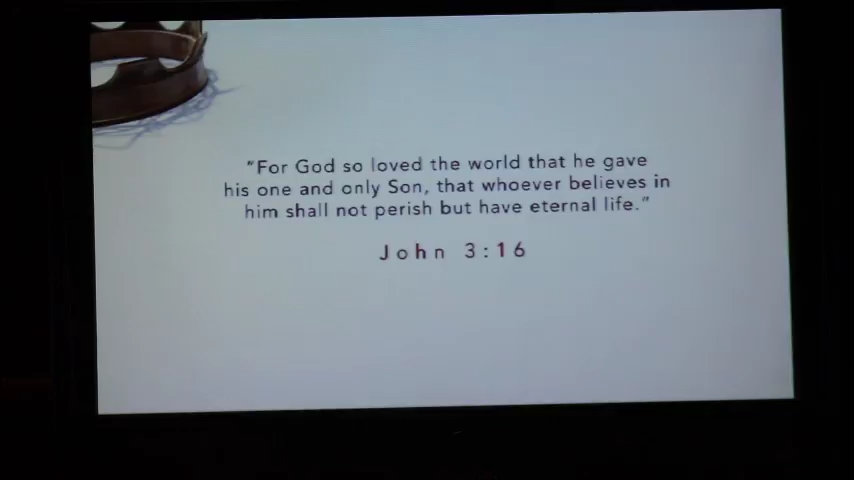 "For God so loved the world that he gave
his one and only Son, that whoever believes in
him shall not perish but have eternal life."
John 3:16